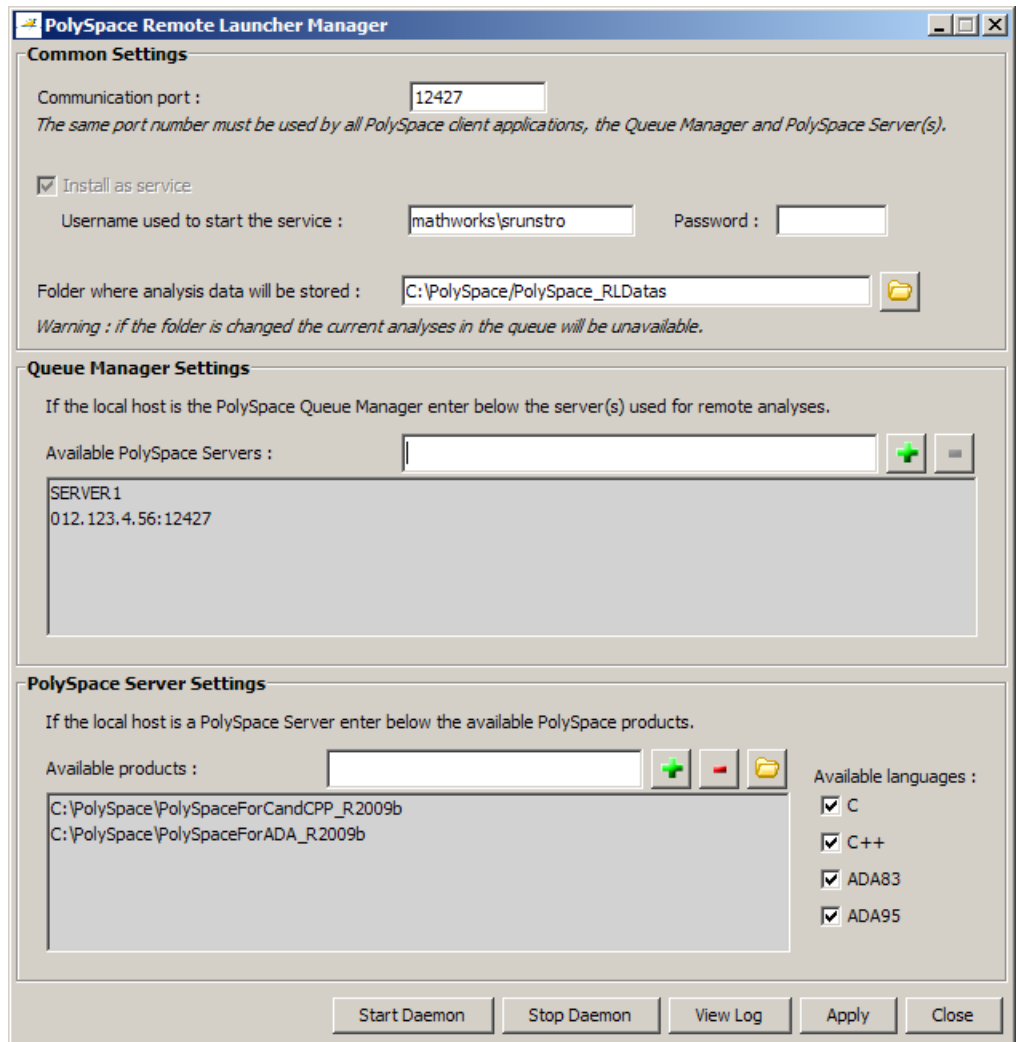 PolySpace Remote Launcher Manager
Common Settings
Communication port : 12427
The same port number must be used by all PolySpace client applications, the Queue Manager and PolySpace Server(s).
Install as service
Username used to start the service : mathworks\srunstro Password :
Folder where analysis data will be stored : C:\PolySpace/PolySpace_RLDatas
Warning : if the folder is changed the current analyses in the queue will be unavailable.
Queue Manager Settings
If the local host is the PolySpace Queue Manager enter below the server(s) used for remote analyses.
Available PolySpace Servers :
SERVER1
012.123.4.56:12427
PolySpace Server Settings
If the local host is a PolySpace Server enter below the available PolySpace products.
Available products :
Available languages :
C:\PolySpace\PolySpaceForCandCPP_R2009b
C:\PolySpace\PolySpaceForADA_R2009b
C
C++
ADA83
ADA95
Start Daemon Stop Daemon View Log Apply Close